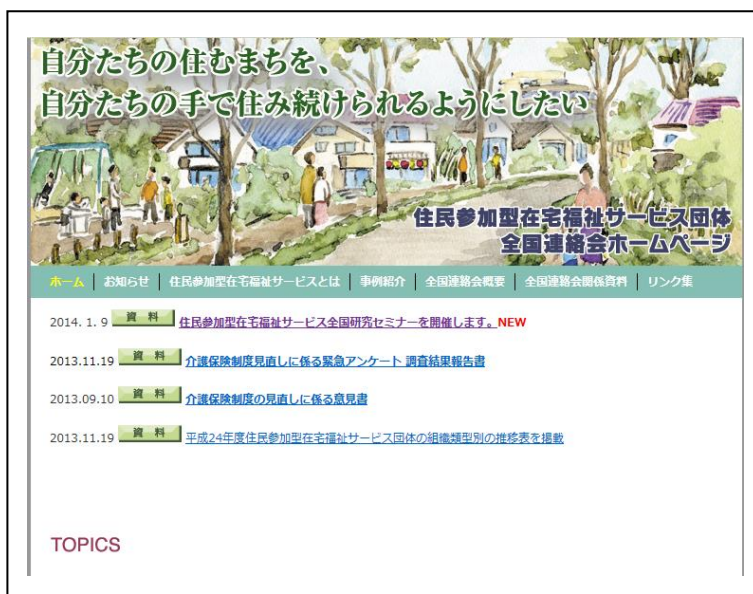 自分たちの住むまちを、
自分たちの手で住み続けられるようにしたい
住民参加型在宅福祉サービス団体
全国連絡会ホームページ
ホーム お知らせ 住民参加型在宅福祉サービスとは 事例紹介 全国連絡会概要 全国連絡会関係資料 リンク集
2014. 1. 9 資 料 住民参加型在宅福祉サービス全国研究セミナーを開催します。NEW
2013.11.19 資 料 介護保険制度見直しに係る緊急アンケート 調査結果報告書
2013.09.10 資 料 介護保険制度の見直しに係る意見書
2013.11.19 資 料 平成24年度住民参加型在宅福祉サービス団体の組織類型別の推移表を掲載
TOPICS